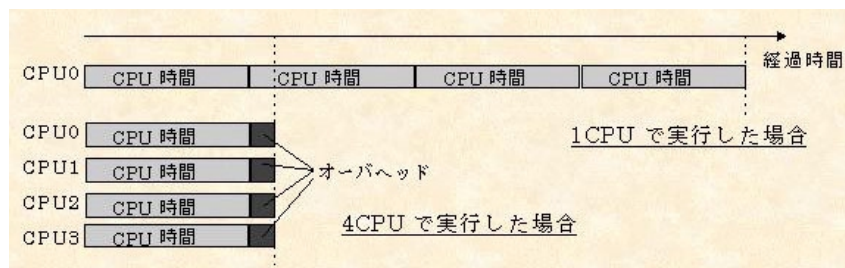 経過時間
CPU0 CPU 時間 CPU 時間 CPU 時間 CPU 時間
CPU0 CPU 時間
1CPU で実行した場合
CPU1 CPU 時間
オーバヘッド
CPU2 CPU 時間
4CPU で実行した場合
CPU3 CPU 時間